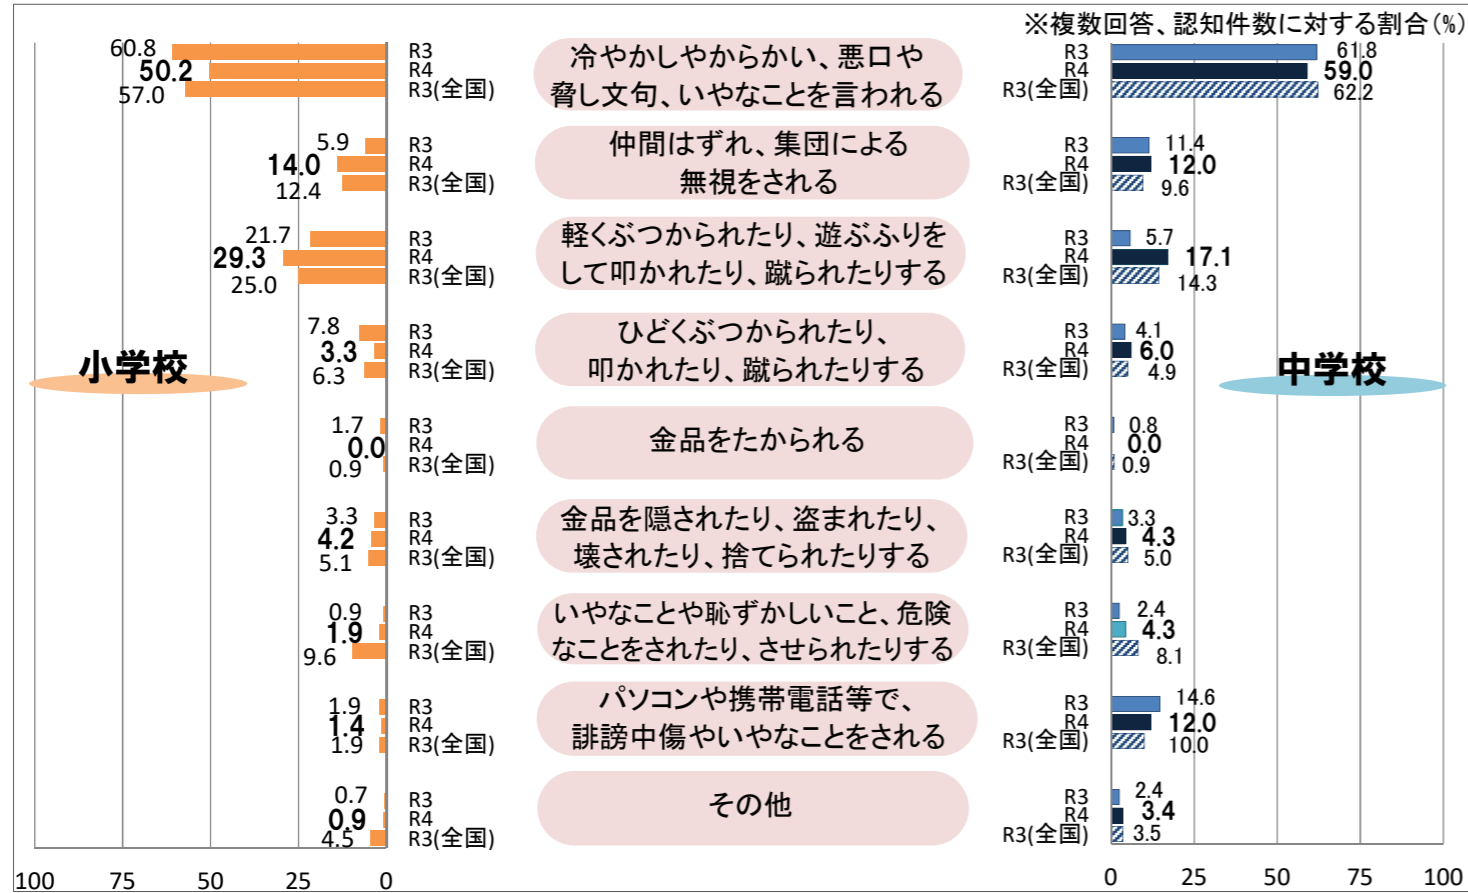 ※複数回答、認知件数に対する割合(%)
60.8 R3 冷やかしやからかい、悪口や R3 61.8
50.2 R4 脅し文句、いやなことを言われる R4 59.0
57.0 R3(全国) R3(全国) 62.2
5.9 R3 仲間はずれ、集団による R3 11.4
14.0 R4 無視をされる R4 12.0
12.4 R3(全国) R3(全国) 9.6
21.7 R3 軽くぶつかられたり、遊ぶふりを R3 5.7
29.3 R4 して叩かれたり、蹴られたりする R4 17.1
25.0 R3(全国) R3(全国) 14.3
7.8 R3 ひどくぶつかられたり、 R3 4.1
3.3 R4 叩かれたり、蹴られたりする R4 6.0
6.3 R3(全国) R3(全国) 4.9
小学校 中学校
1.7 R3 金品をたかられる R3 0.8
0.0 R4 R4 0.0
0.9 R3(全国) R3(全国) 0.9
3.3 R3 金品を隠されたり、盗まれたり、 R3 3.3
4.2 R4 壊されたり、捨てられたりする R4 4.3
5.1 R3(全国) R3(全国) 5.0
0.9 R3 いやなことや恥ずかしいこと、危険 R3 2.4
1.9 R4 なことをされたり、させられたりする R4 4.3
9.6 R3(全国) R3(全国) 8.1
1.9 R3 パソコンや携帯電話等で、 R3 14.6
1.4 R4 誹謗中傷やいやなことをされる R4 12.0
1.9 R3(全国) R3(全国) 10.0
0.7 R3 その他 R3 2.4
0.9 R4 R4 3.4
4.5 R3(全国) R3(全国) 3.5
100 75 50 25 0 0 25 50 75 100